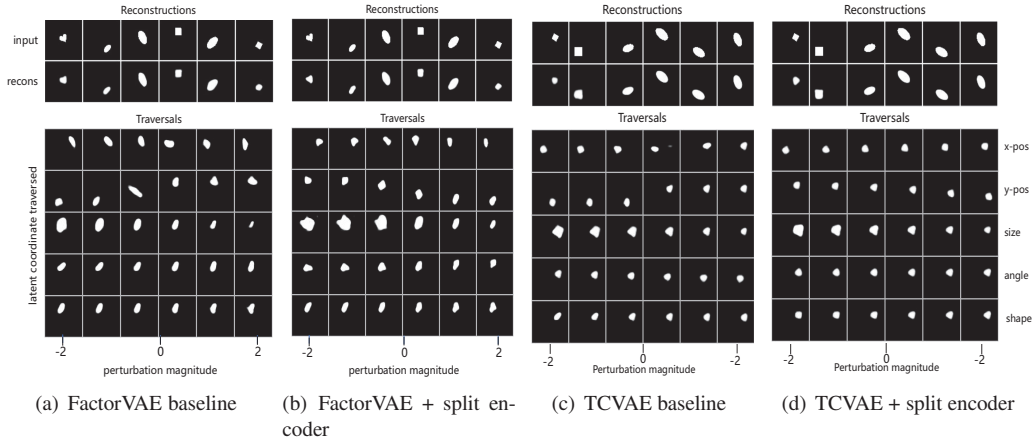 Reconstructions Reconstructions Reconstructions Reconstructions
input
recons
Traversals Traversals Traversals Traversals
x-pos
y-pos
latent coordinate traversed
size
angle
shape
-2 0 2 -2 0 2 -2 0 -2 -2 0 -2
perturbation magnitude perturbation magnitude Perturbation magnitude Perturbation magnitude
(a) FactorVAE baseline (b) FactorVAE + split en- (c) TCVAE baseline (d) TCVAE + split encoder
coder